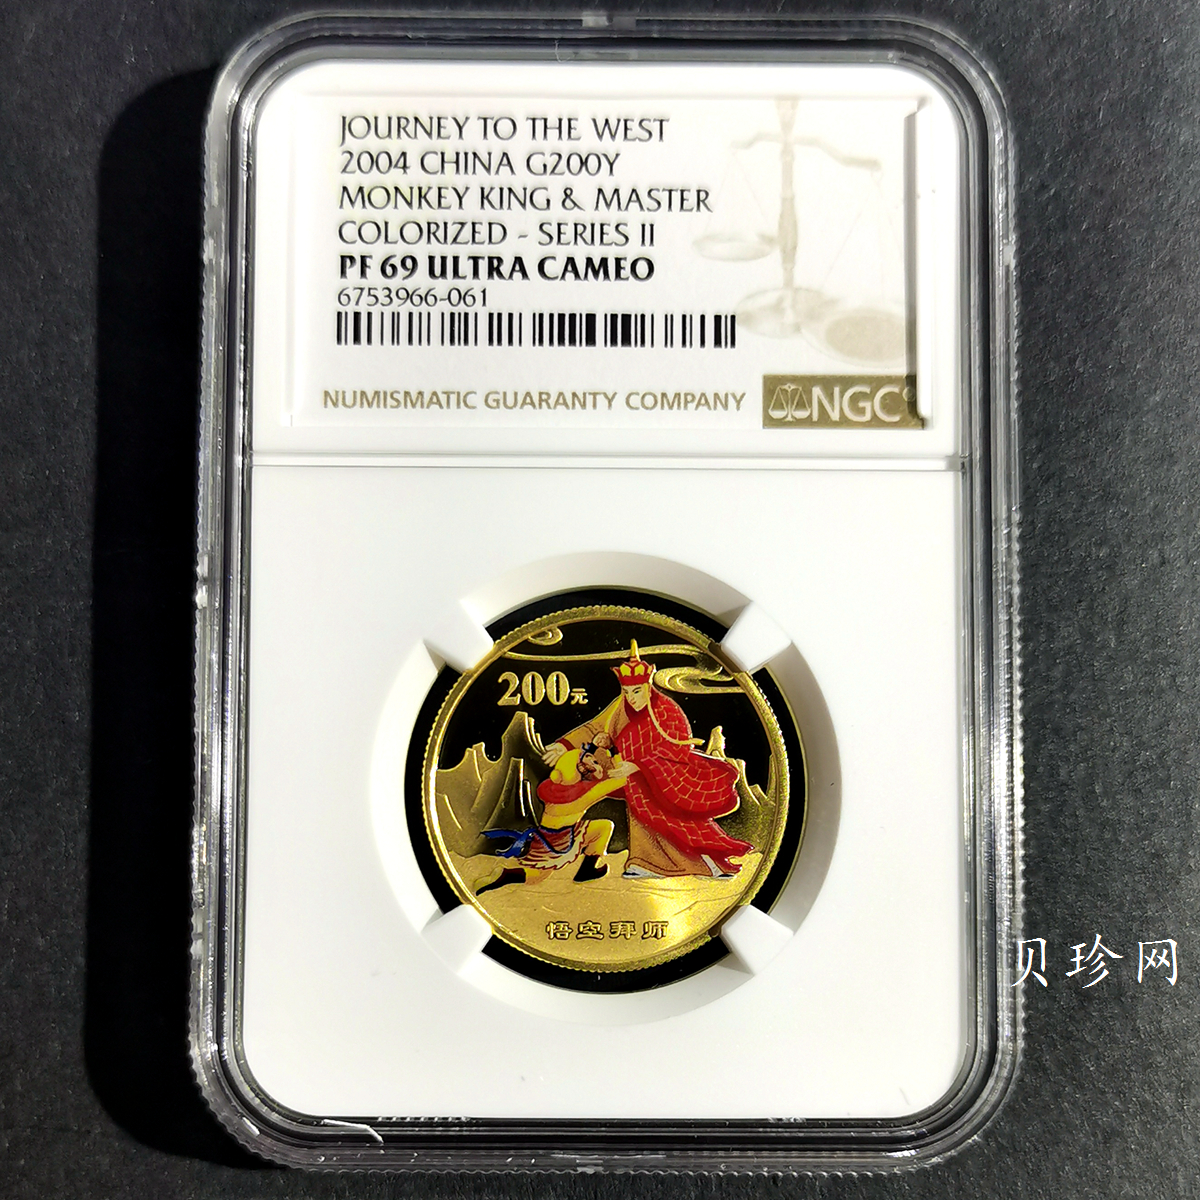 JOURNEY TO THE WEST
2004 CHINA G200Y
MONKEY KING & MASTER
COLORIZED - SERIES II
PF 69 ULTRA CAMEO
6753966-061
NUMISMATIC GUARANTY COMPANY
NGC
200元
悟空拜师
贝珍网